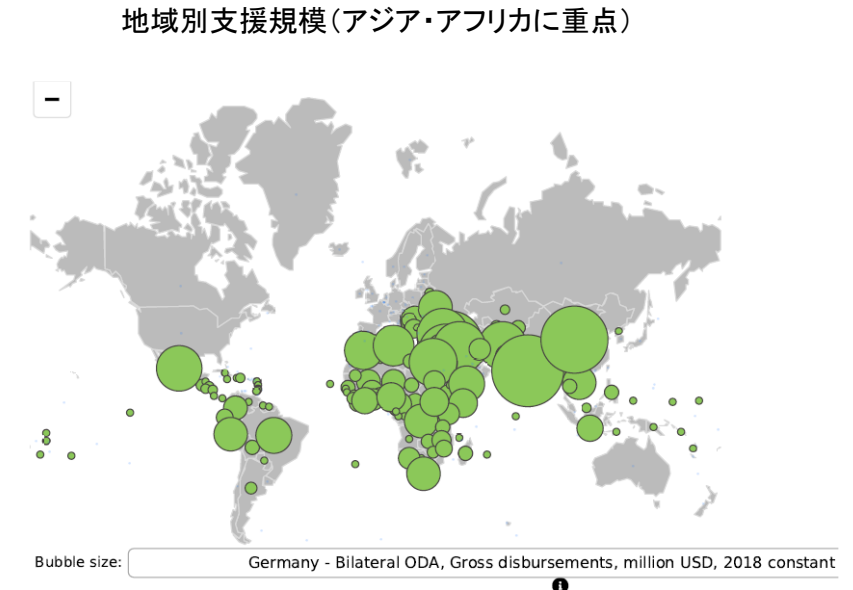 地域別支援規模（アジア・アフリカに重点）
−
Bubble size: Germany - Bilateral ODA, Gross disbursements, million USD, 2018 constant
i